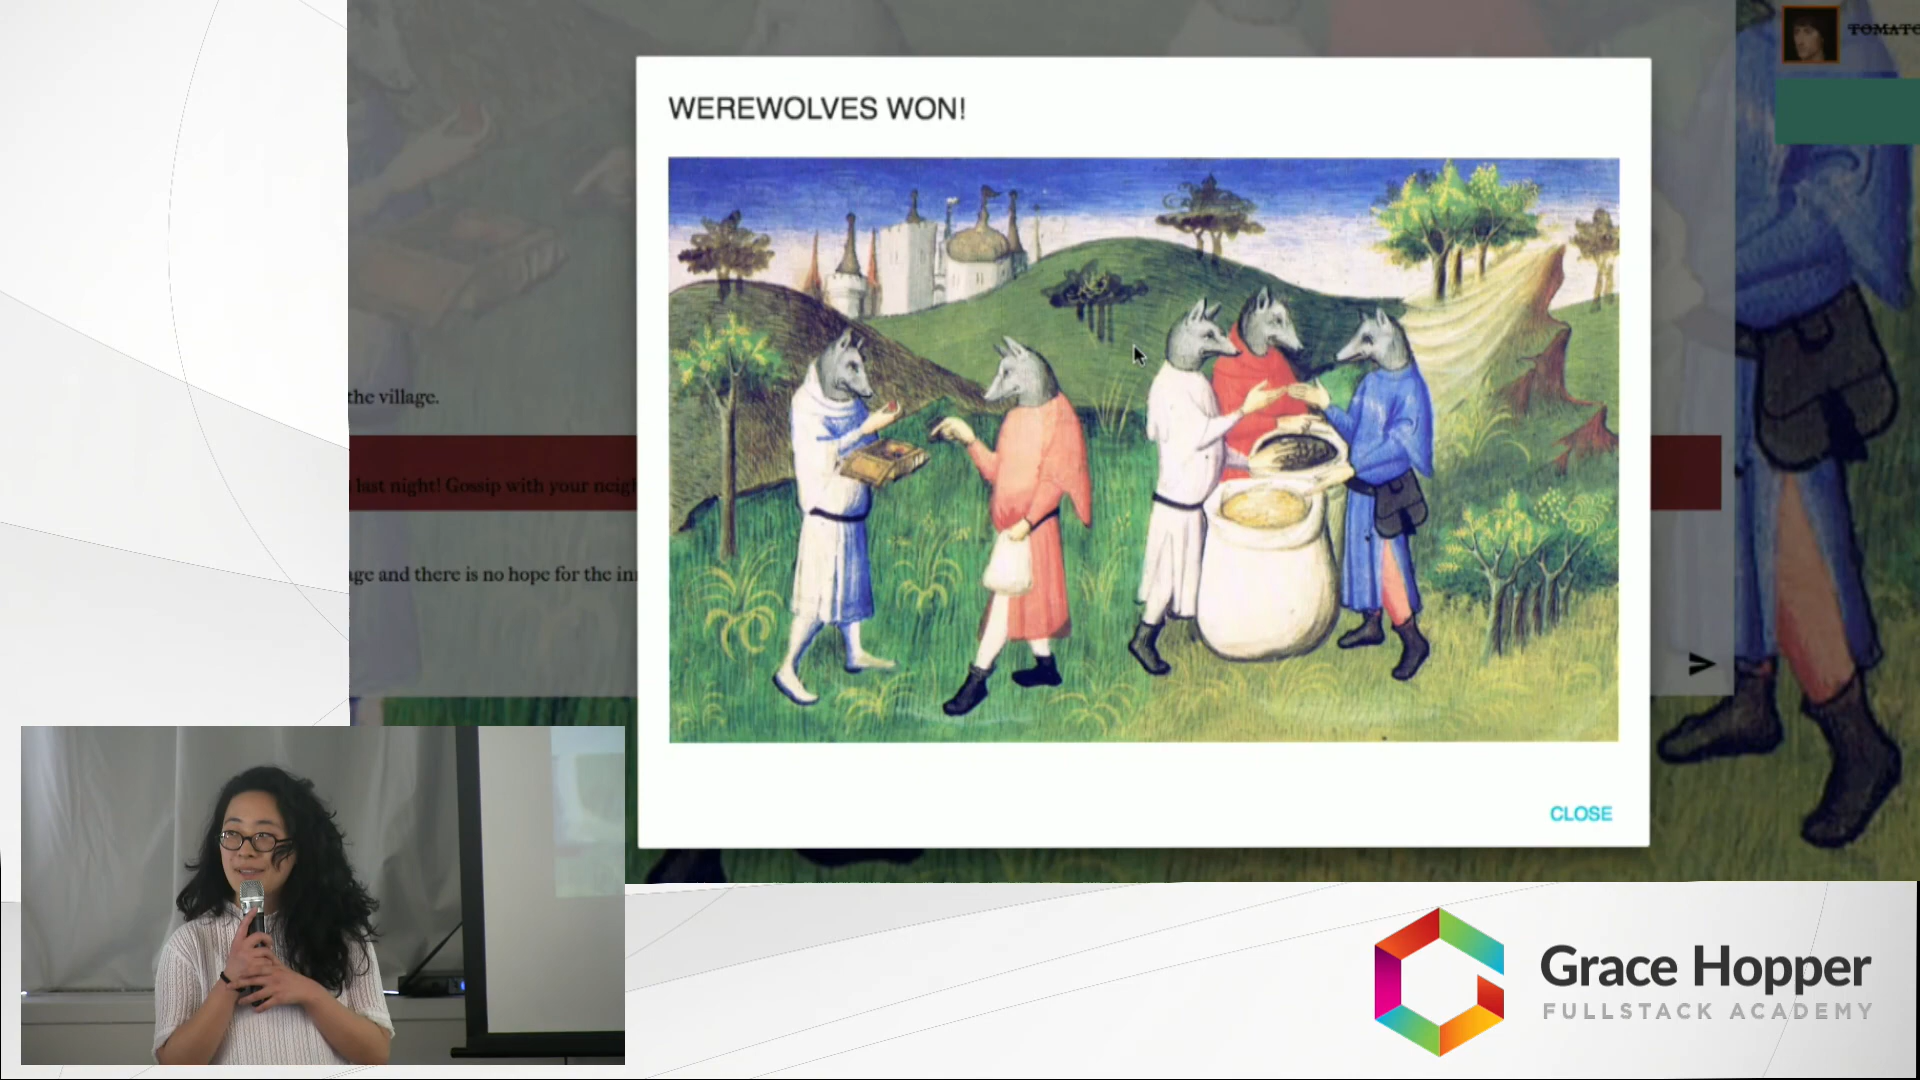 TOMATO
WEREWOLVES WON!
the village.
last night! Gossip with your neigh
age and there is no hope for the inn
CLOSE
Grace Hopper
FULLSTACK ACADEMY